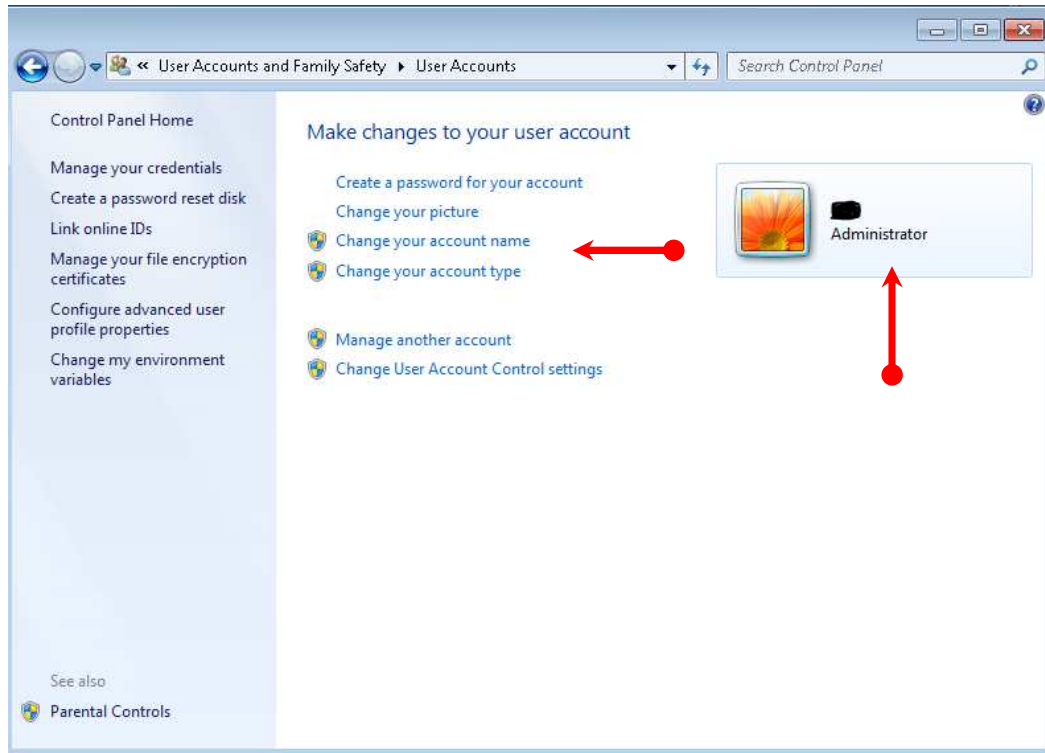 « User Accounts and Family Safety ▸ User Accounts
Search Control Panel
Control Panel Home
Manage your credentials
Create a password reset disk
Link online IDs
Manage your file encryption
certificates
Configure advanced user
profile properties
Change my environment
variables
See also
Parental Controls
Make changes to your user account
Create a password for your account
Change your picture
Change your account name
Change your account type
Manage another account
Change User Account Control settings
Administrator